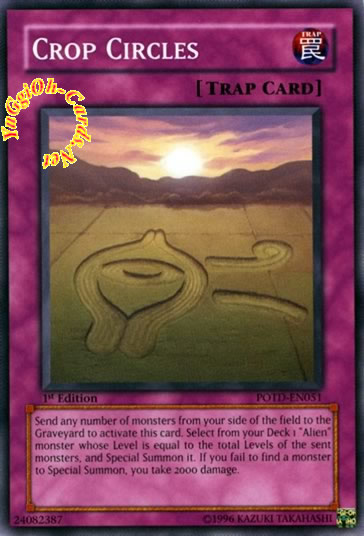 CROP CIRCLES
TRAP
罠
[TRAP CARD]
YuGgiOh-Cards.Net
1st Edition
POTD-EN051
Send any number of monsters from your side of the field to the
Graveyard to activate this card. Select from your Deck 1 "Alien"
monster whose Level is equal to the total Levels of the sent
monsters, and Special Summon it. If you fail to find a monster
to Special Summon, you take 2000 damage.
24082387
©1996 KAZUKI TAKAHASHI